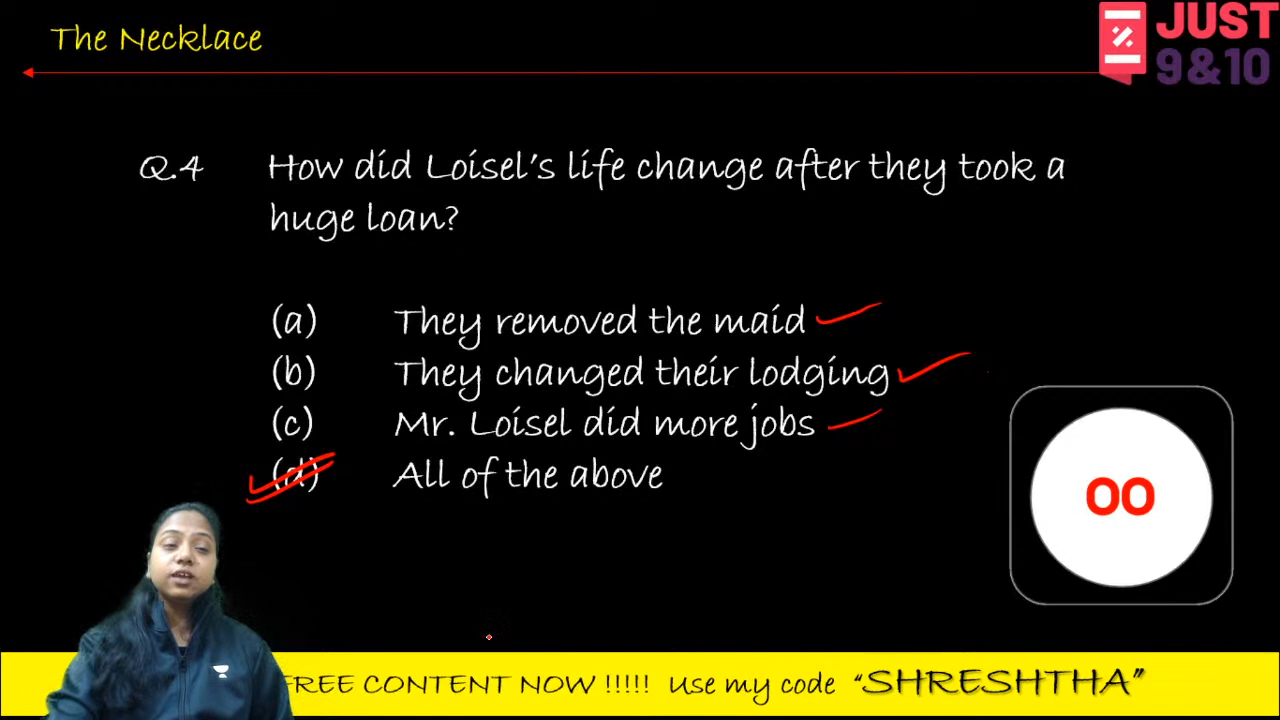 The Necklace
JUST
9&10
Q.4 How did Loisel's life change after they took a
huge loan?
(a) They removed the maid
(b) They changed their lodging
(c) Mr. Loisel did more jobs
(d) All of the above
00
FREE CONTENT NOW !!!!! Use my code "SHRESHTHA"